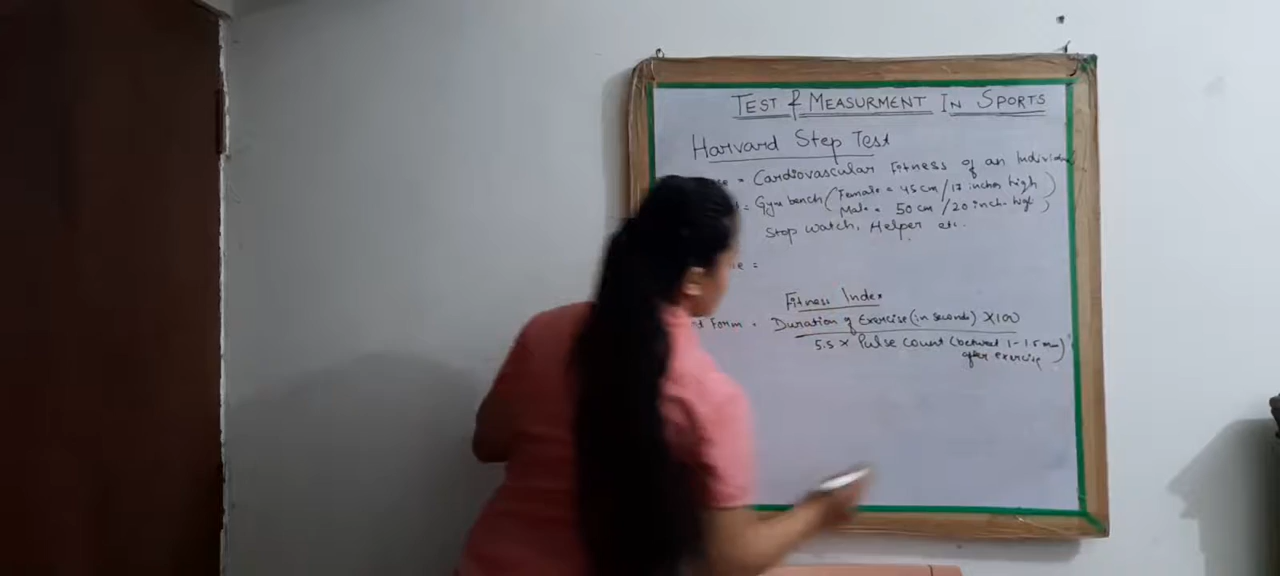 TEST & MEASURMENT IN SPORTS
Harvard Step Test
= Cardiovascular Fitness of an Individual
= Gym bench (Female = 45 cm / 17 inches high)
Male = 50 cm / 20 inch. high
Stop watch, Helper etc.
=
Fitness Index
Form = Duration of Exercise (in seconds) X100
5.5 X Pulse count (between 1-1.5 min
after exercise)